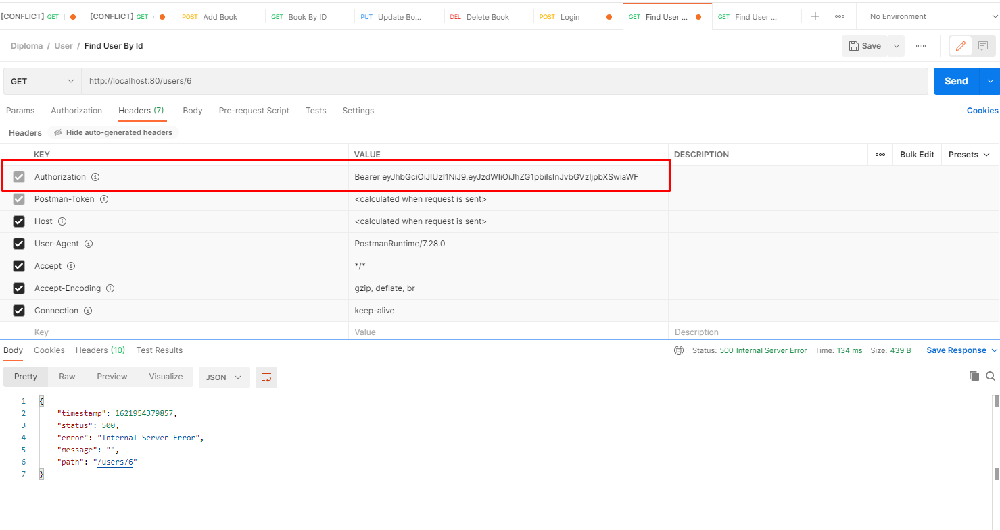 [CONFLICT] GET [CONFLICT] GET POST Add Book GET Book By ID PUT Update Bo... DEL Delete Book POST Login GET Find User ... GET Find User ... No Environment
Diploma / User / Find User By Id Save
GET http://localhost:80/users/6 Send
Params Authorization Headers (7) Body Pre-request Script Tests Settings Cookies
Headers Hide auto-generated headers
KEY VALUE DESCRIPTION Bulk Edit Presets
Authorization Bearer eyJhbGciOiJIUzI1NiJ9.eyJzdWIiOiJhZG1pbiIsInJvbGVzIjpbXSwiaWF
Postman-Token <calculated when request is sent>
Host <calculated when request is sent>
User-Agent PostmanRuntime/7.28.0
Accept */*
Accept-Encoding gzip, deflate, br
Connection keep-alive
Key Value Description
Body Cookies Headers (10) Test Results Status: 500 Internal Server Error Time: 134 ms Size: 439 B Save Response
Pretty Raw Preview Visualize JSON
1 {
2 "timestamp": 1621954379857,
3 "status": 500,
4 "error": "Internal Server Error",
5 "message": "",
6 "path": "/users/6"
7 }